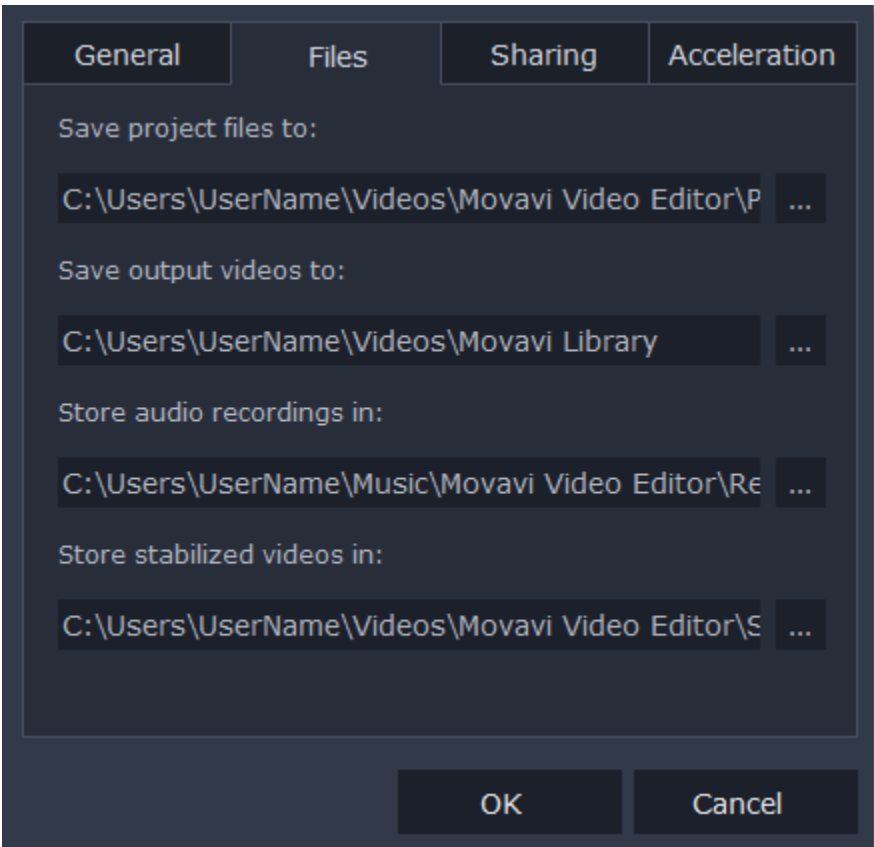 General Files Sharing Acceleration
Save project files to:
C:\Users\UserName\Videos\Movavi Video Editor\P ...
Save output videos to:
C:\Users\UserName\Videos\Movavi Library ...
Store audio recordings in:
C:\Users\UserName\Music\Movavi Video Editor\Re ...
Store stabilized videos in:
C:\Users\UserName\Videos\Movavi Video Editor\S ...
OK Cancel